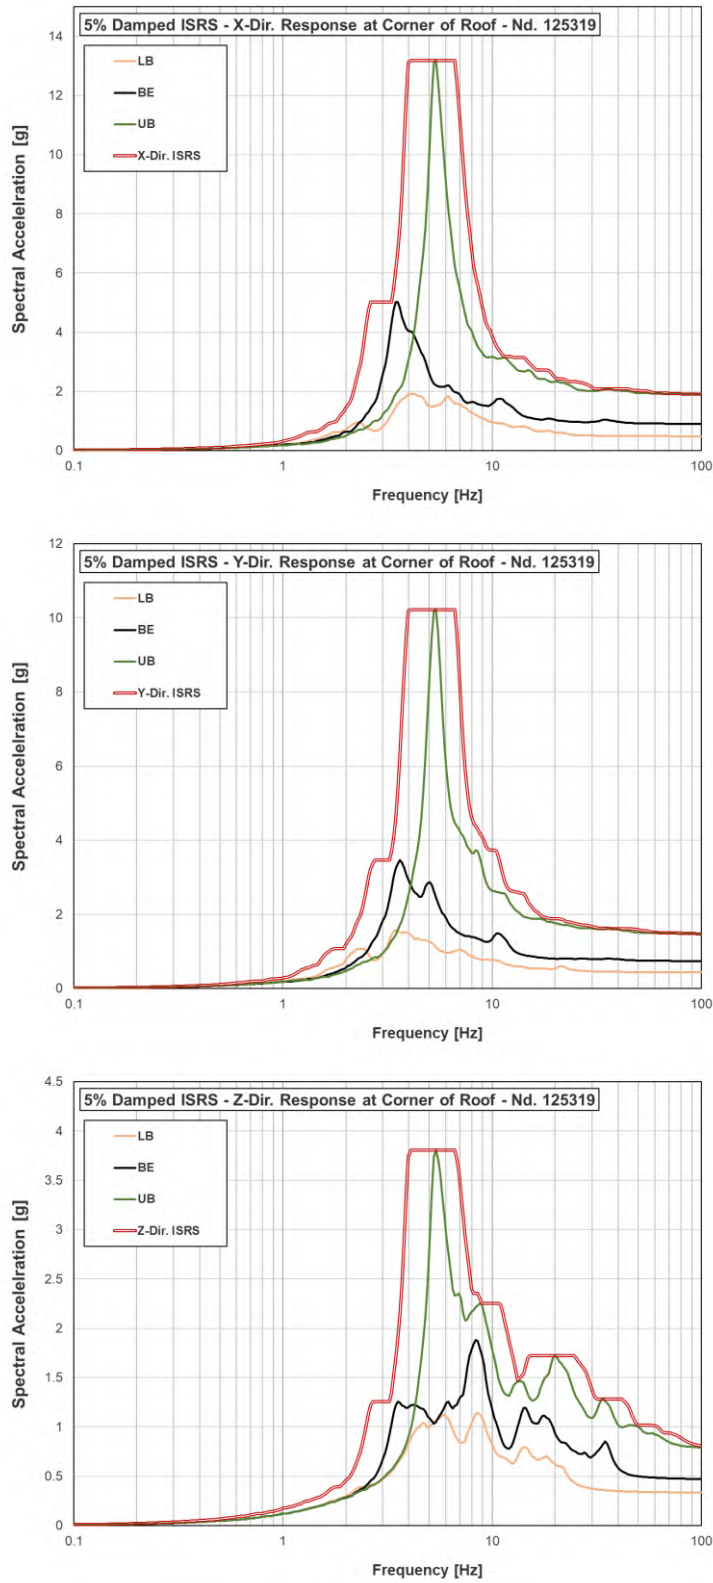 5% Damped ISRS - X-Dir. Response at Corner of Roof - Nd. 125319
LB
BE
UB
X-Dir. ISRS
Spectral Accelelration [g]
14
12
10
8
6
4
2
0
0.1
1
10
100
Frequency [Hz]
5% Damped ISRS - Y-Dir. Response at Corner of Roof - Nd. 125319
LB
BE
UB
Y-Dir. ISRS
Spectral Accelelration [g]
12
10
8
6
4
2
0
0.1
1
10
100
Frequency [Hz]
5% Damped ISRS - Z-Dir. Response at Corner of Roof - Nd. 125319
LB
BE
UB
Z-Dir. ISRS
Spectral Accelelration [g]
4.5
4
3.5
3
2.5
2
1.5
1
0.5
0
0.1
1
10
100
Frequency [Hz]